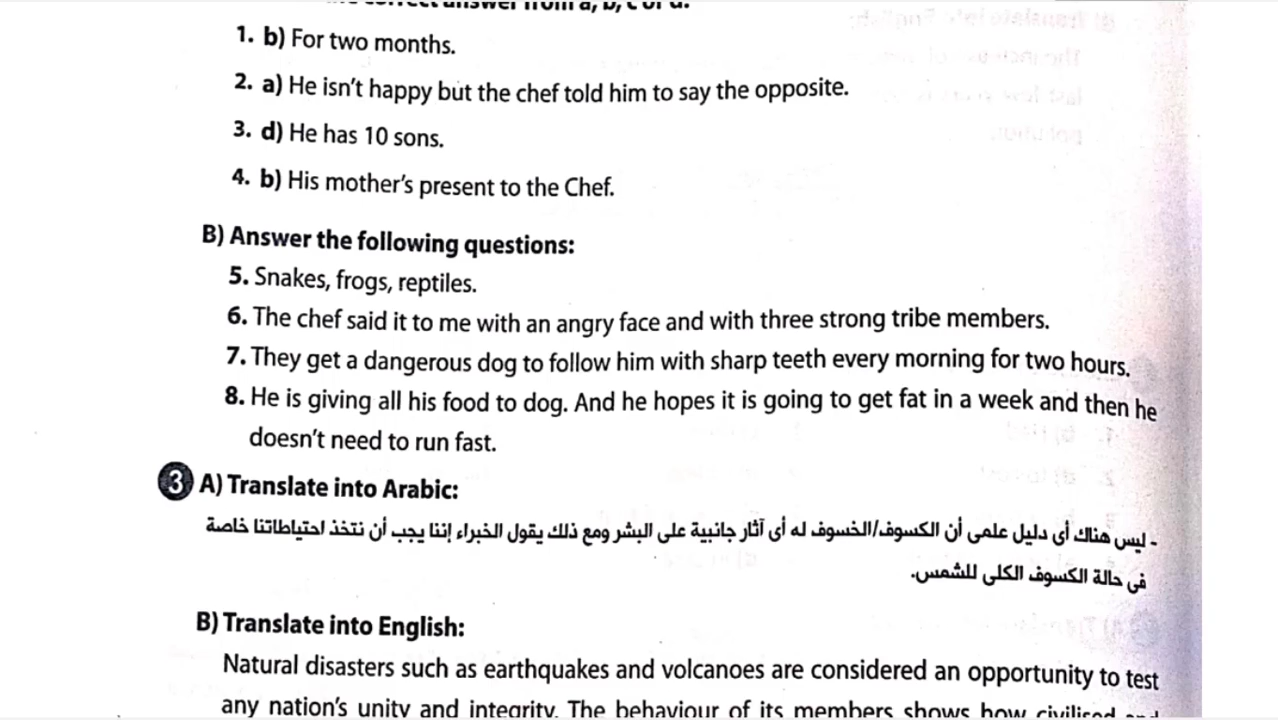 correct answer from a, b, c or d.
1. b) For two months.
2. a) He isn't happy but the chef told him to say the opposite.
3. d) He has 10 sons.
4. b) His mother's present to the Chef.
B) Answer the following questions:
5. Snakes, frogs, reptiles.
6. The chef said it to me with an angry face and with three strong tribe members.
7. They get a dangerous dog to follow him with sharp teeth every morning for two hours.
8. He is giving all his food to dog. And he hopes it is going to get fat in a week and then he
doesn't need to run fast.
3 A) Translate into Arabic:
- ليس هناك أى دليل علمى أن الكسوف/الخسوف له أى آثار جانبية على البشر ومع ذلك يقول الخبراء إننا يجب أن نتخذ احتياطاتنا خاصة
فى حالة الكسوف الكلى للشمس.
B) Translate into English:
Natural disasters such as earthquakes and volcanoes are considered an opportunity to test
any nation's unity and integrity. The behaviour of its members shows how civilised and